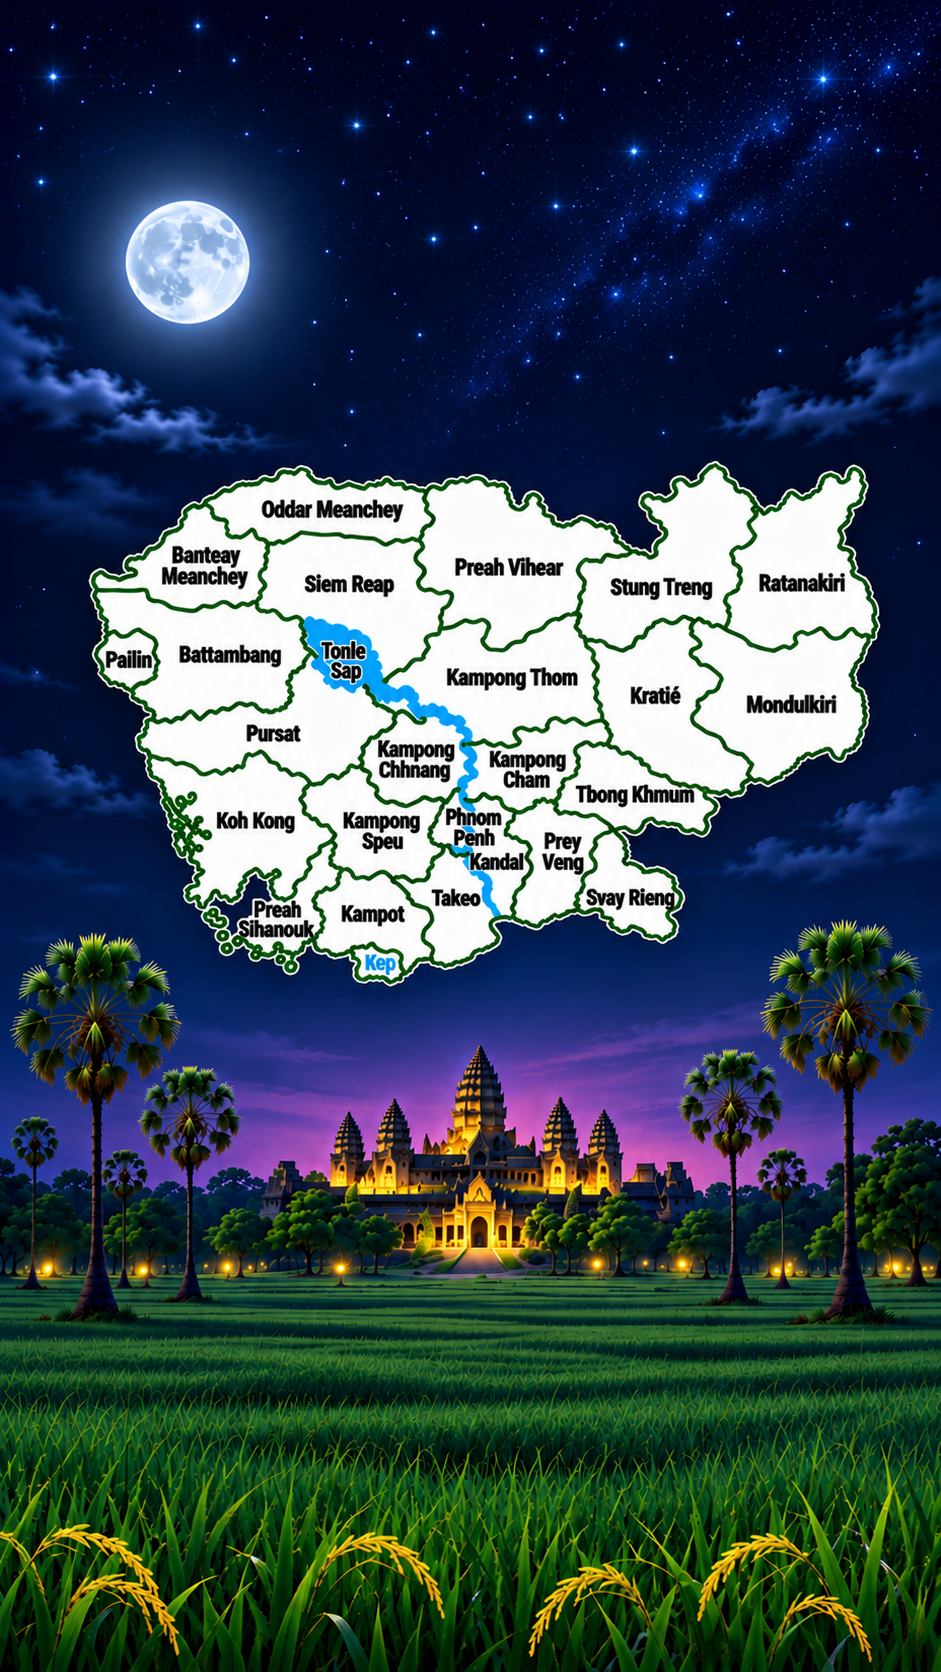 Oddar Meanchey
Banteay
Meanchey
Siem Reap
Preah Vihear
Stung Treng
Ratanakiri
Pailin
Battambang
Tonle
Sap
Kampong Thom
Kratié
Mondulkiri
Pursat
Kampong
Chhnang
Kampong
Cham
Tbong Khmum
Koh Kong
Kampong
Speu
Phnom
Penh
Kandal
Prey
Veng
Svay Rieng
Preah
Sihanouk
Kampot
Takeo
Kep